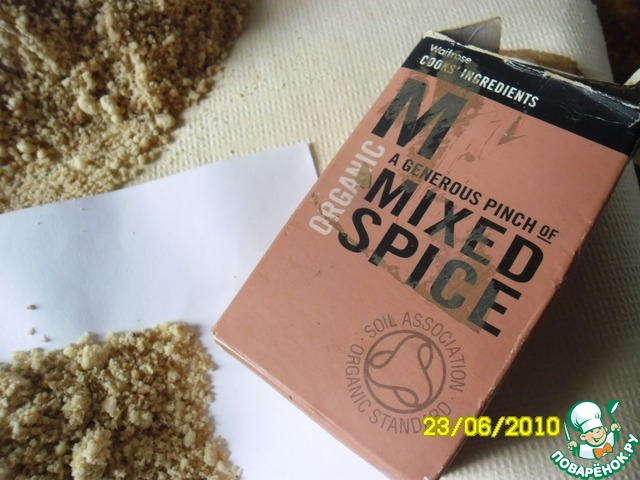 Waitrose
COOKS' INGREDIENTS
M
ORGANIC
A GENEROUS PINCH OF
MIXED
SPICE
SOIL ASSOCIATION
ORGANIC STANDARD
23/06/2010
ПОВАРЁНОК.РУ